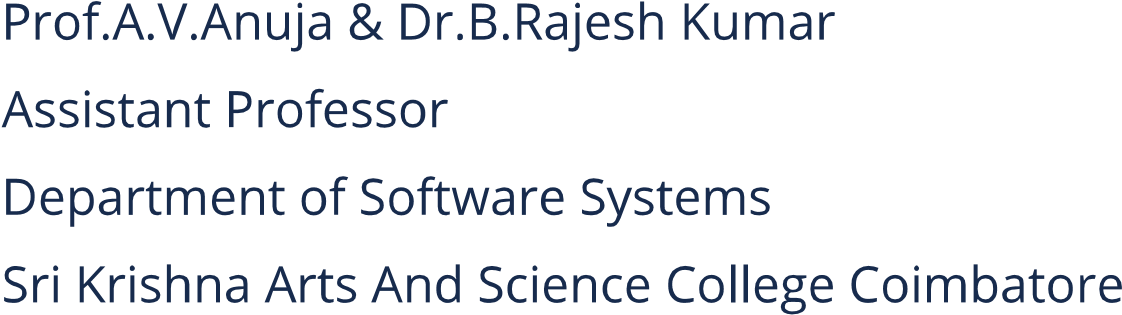 Prof.A.V.Anuja & Dr.B.Rajesh Kumar
Assistant Professor
Department of Software Systems
Sri Krishna Arts And Science College Coimbatore